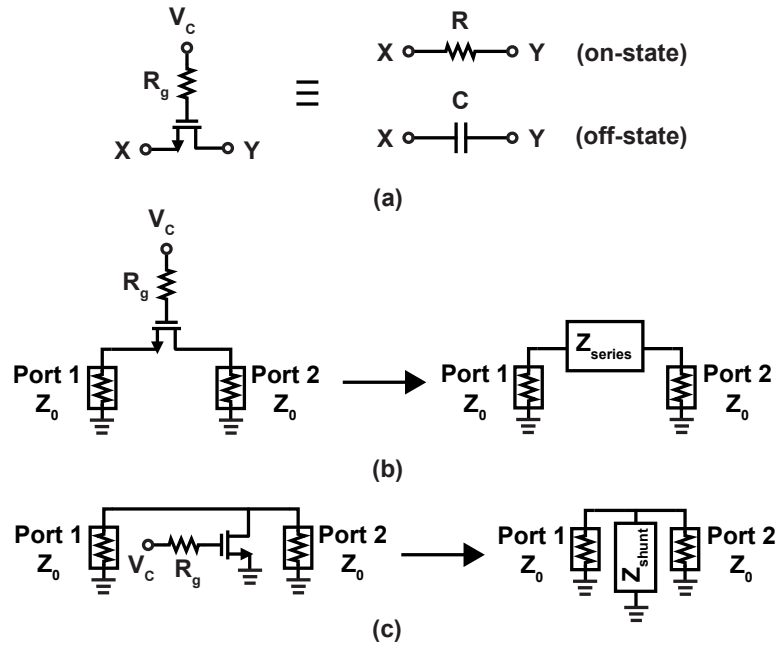 V_C
R_g
X
Y
≡
R
X
Y
(on-state)
C
X
Y
(off-state)
(a)
V_C
R_g
Port 1
Z_0
Port 2
Z_0
Z_series
Port 1
Z_0
Port 2
Z_0
(b)
Port 1
Z_0
V_C
R_g
Port 2
Z_0
Port 1
Z_0
Z_shunt
Port 2
Z_0
(c)